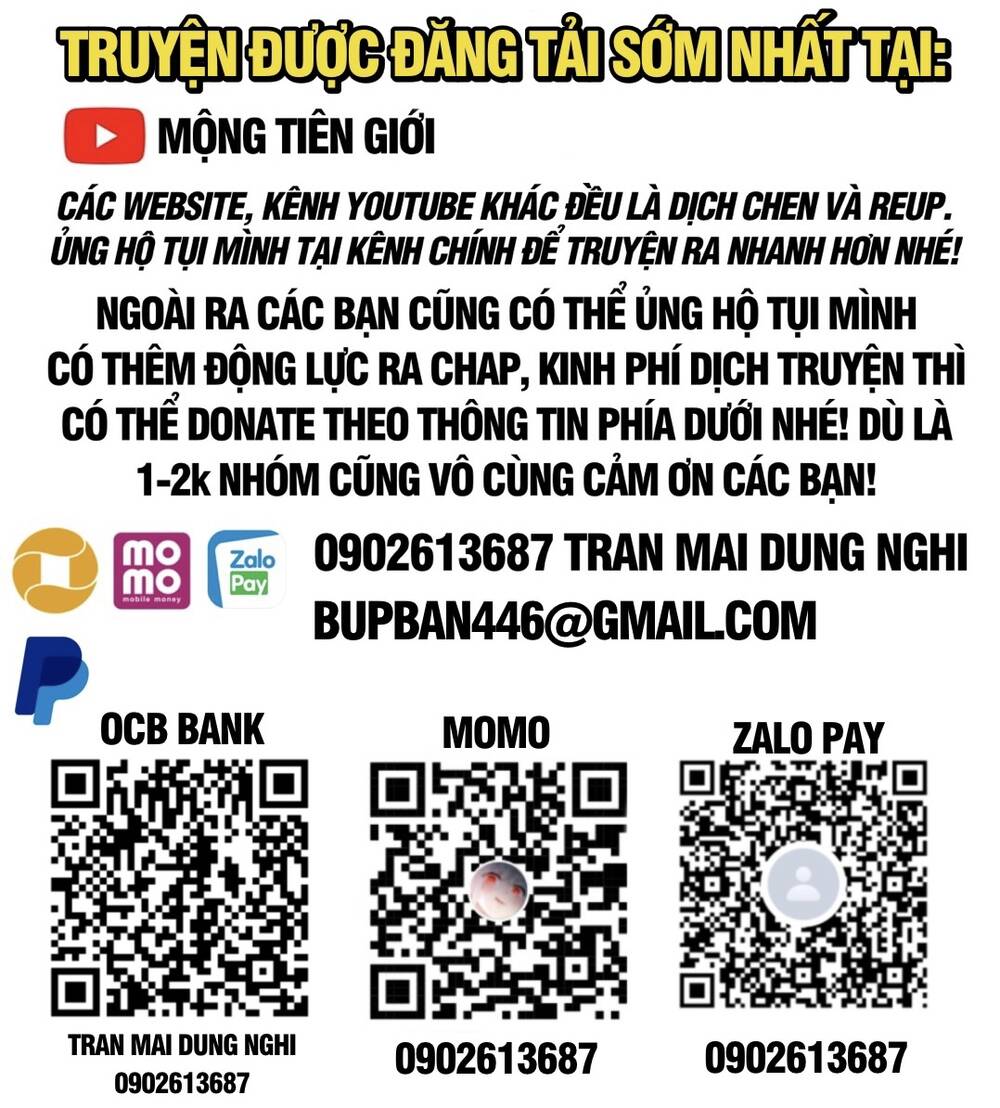 TRUYỆN ĐƯỢC ĐĂNG TẢI SỚM NHẤT TẠI:
MỘNG TIÊN GIỚI
CÁC WEBSITE, KÊNH YOUTUBE KHÁC ĐỀU LÀ DỊCH CHEN VÀ REUP.
ỦNG HỘ TỤI MÌNH TẠI KÊNH CHÍNH ĐỂ TRUYỆN RA NHANH HƠN NHÉ!
NGOÀI RA CÁC BẠN CŨNG CÓ THỂ ỦNG HỘ TỤI MÌNH
CÓ THÊM ĐỘNG LỰC RA CHAP, KINH PHÍ DỊCH TRUYỆN THÌ
CÓ THỂ DONATE THEO THÔNG TIN PHÍA DƯỚI NHÉ! DÙ LÀ
1-2k NHÓM CŨNG VÔ CÙNG CẢM ƠN CÁC BẠN!
mo
mo
mobile money
Zalo
Pay
0902613687 TRAN MAI DUNG NGHI
BUPBAN446@GMAIL.COM
OCB BANK
MOMO
ZALO PAY
TRAN MAI DUNG NGHI
0902613687
0902613687
0902613687